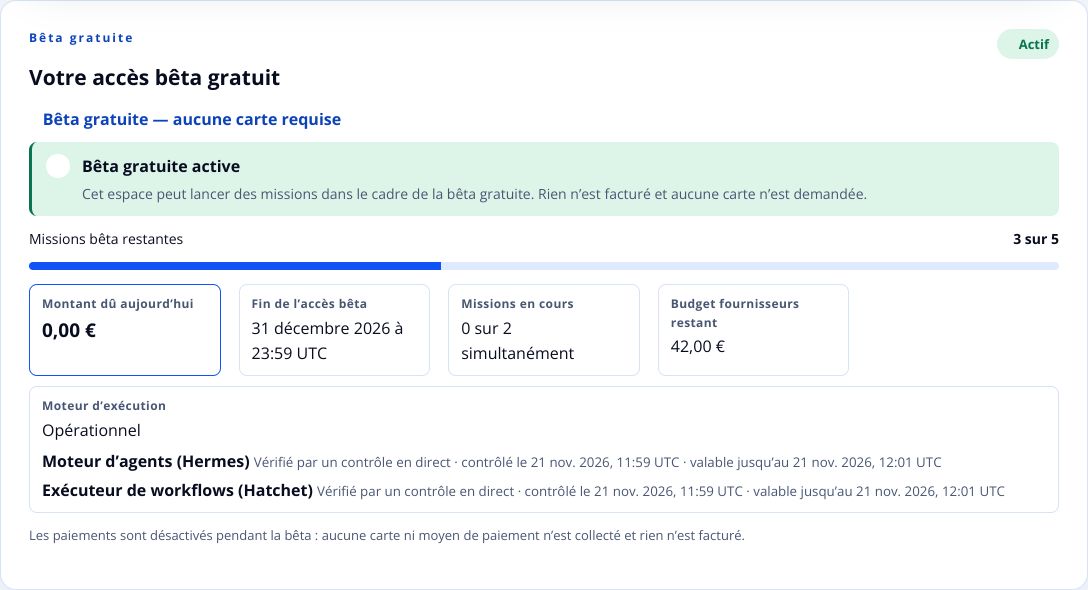 Bêta gratuite
Actif
Votre accès bêta gratuit
Bêta gratuite — aucune carte requise
Bêta gratuite active
Cet espace peut lancer des missions dans le cadre de la bêta gratuite. Rien n’est facturé et aucune carte n’est demandée.
Missions bêta restantes
3 sur 5
Montant dû aujourd’hui
0,00 €
Fin de l’accès bêta
31 décembre 2026 à
23:59 UTC
Missions en cours
0 sur 2
simultanément
Budget fournisseurs
restant
42,00 €
Moteur d’exécution
Opérationnel
Moteur d’agents (Hermes) Vérifié par un contrôle en direct · contrôlé le 21 nov. 2026, 11:59 UTC · valable jusqu’au 21 nov. 2026, 12:01 UTC
Exécuteur de workflows (Hatchet) Vérifié par un contrôle en direct · contrôlé le 21 nov. 2026, 11:59 UTC · valable jusqu’au 21 nov. 2026, 12:01 UTC
Les paiements sont désactivés pendant la bêta : aucune carte ni moyen de paiement n’est collecté et rien n’est facturé.